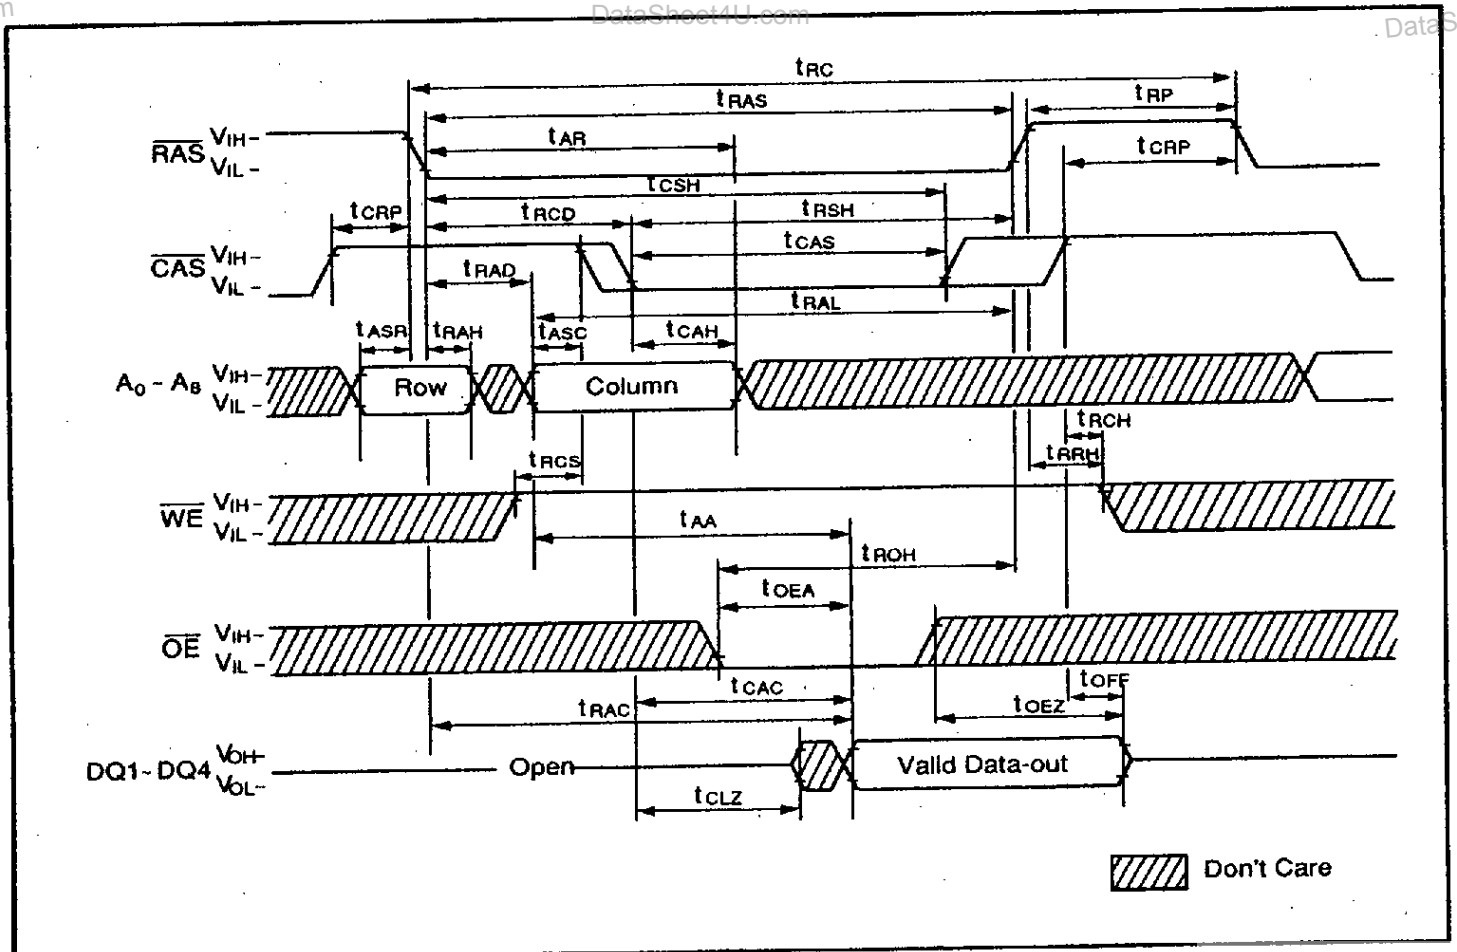 m
DataSheet4U.com
DataS
tRC
tRAS
tRP
tAR
tCRP
RAS VIH-
VIL-
tCSH
tCRP
tRCD
tRSH
tCAS
CAS VIH-
VIL-
tRAD
tRAL
tASR
tRAH
tASC
tCAH
A0 ~ A8 VIH-
VIL-
Row
Column
tRCH
tRRH
tRCS
WE VIH-
VIL-
tAA
tROH
tOEA
OE VIH-
VIL-
tCAC
tOFF
tRAC
tOEZ
DQ1~DQ4 VOH-
VOL-
Open
Valid Data-out
tCLZ
Don't Care